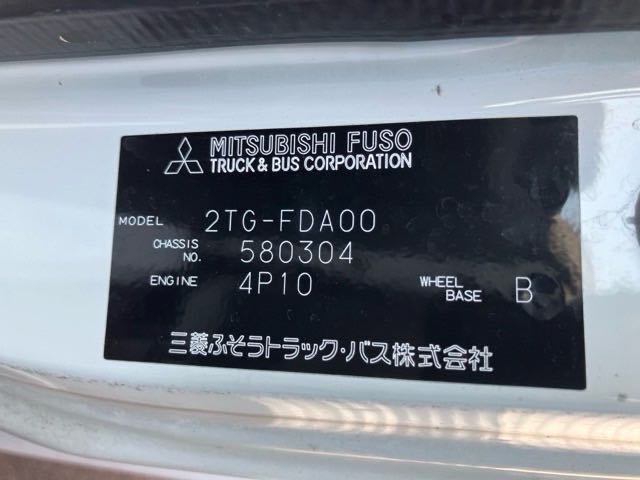 MITSUBISHI FUSO
TRUCK & BUS CORPORATION
MODEL 2TG-FDA00
CHASSIS NO. 580304
ENGINE 4P10 WHEEL BASE B
三菱ふそうトラック・バス株式会社